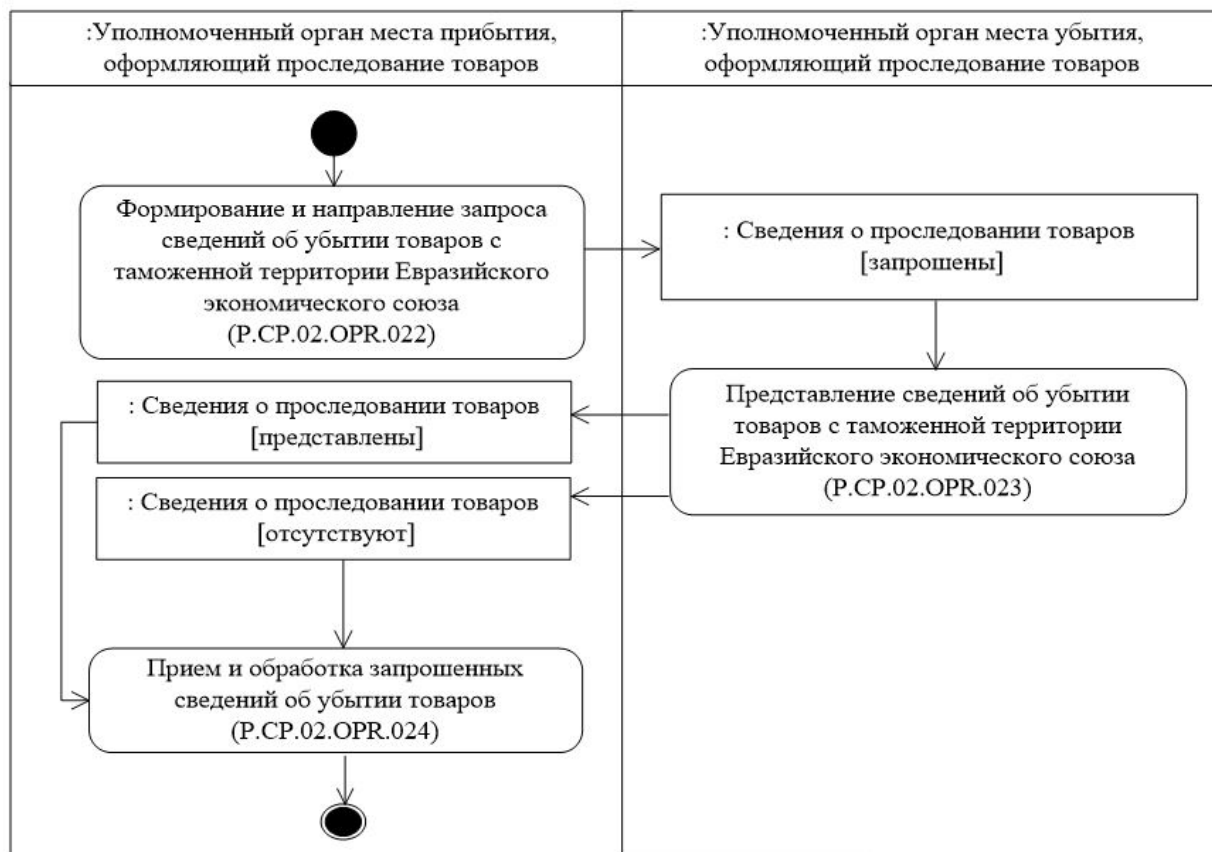 :Уполномоченный орган места прибытия,
оформляющий проследование товаров
:Уполномоченный орган места убытия,
оформляющий проследование товаров
Формирование и направление запроса
сведений об убытии товаров с
таможенной территории Евразийского
экономического союза
(P.CP.02.OPR.022)
: Сведения о проследовании товаров
[запрошены]
Представление сведений об убытии
товаров с таможенной территории
Евразийского экономического союза
(P.CP.02.OPR.023)
: Сведения о проследовании товаров
[представлены]
: Сведения о проследовании товаров
[отсутствуют]
Прием и обработка запрошенных
сведений об убытии товаров
(P.CP.02.OPR.024)